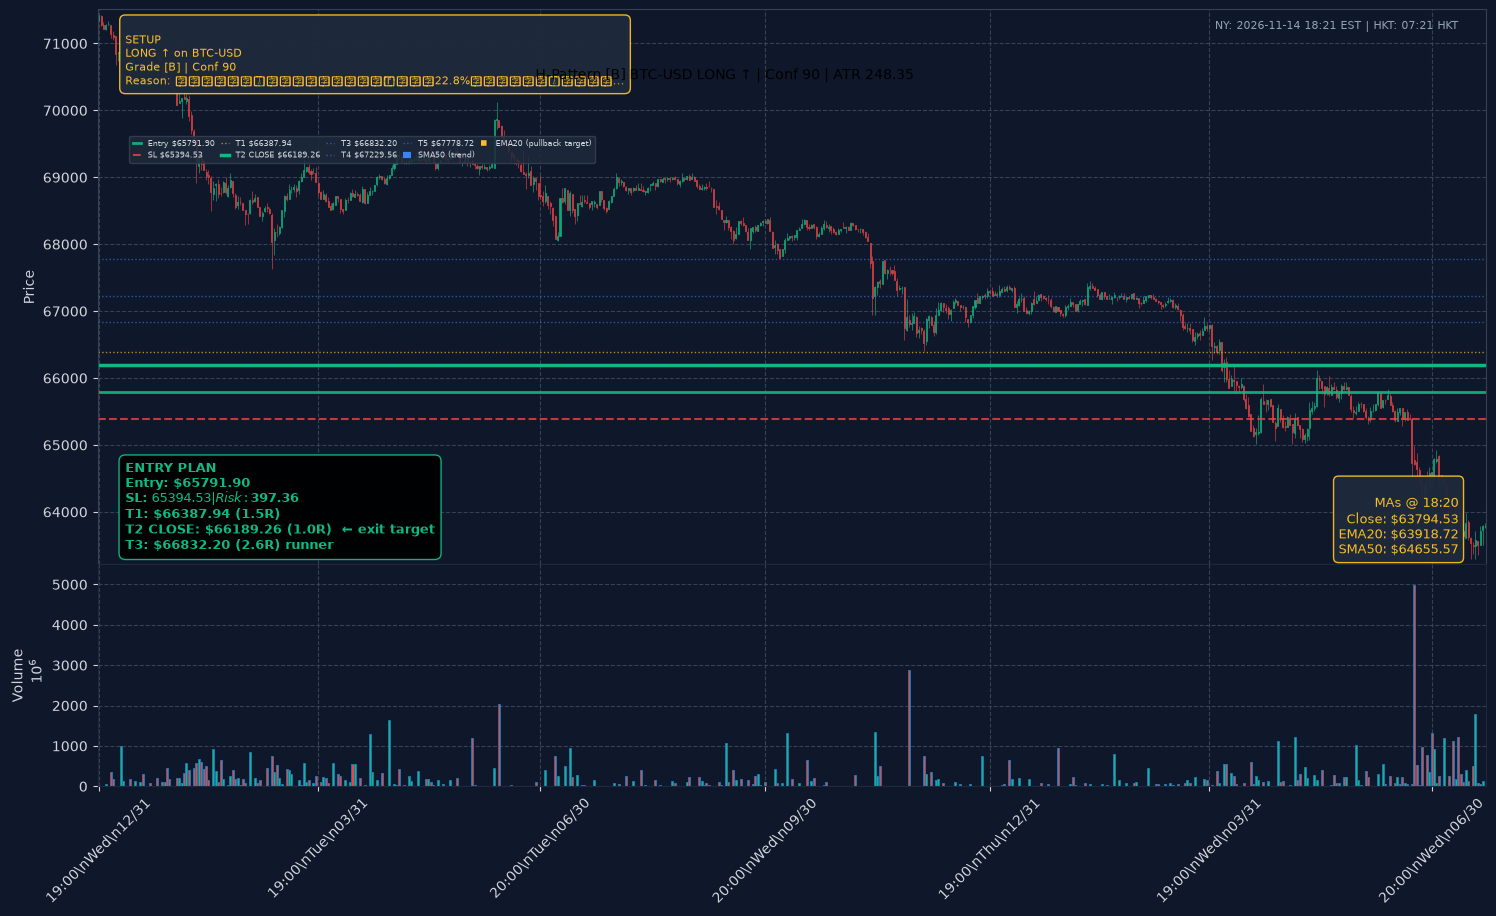 NY: 2026-11-14 18:21 EST | HKT: 07:21 HKT
SETUP
LONG ↑ on BTC-USD
Grade [B] | Conf 90
Reason: 22.8% ...
H-Pattern [B] BTC-USD LONG ↑ | Conf 90 | ATR 248.35
Entry $65791.90
SL $65394.53
T1 $66387.94
T2 CLOSE $66189.26
T3 $66832.20
T4 $67229.56
T5 $67778.72
SMA50 (trend)
EMA20 (pullback target)
Price
71000
70000
69000
68000
67000
66000
65000
64000
ENTRY PLAN
Entry: $65791.90
SL: 65394.53|Risk:397.36
T1: $66387.94 (1.5R)
T2 CLOSE: $66189.26 (1.0R) ← exit target
T3: $66832.20 (2.6R) runner
MAs @ 18:20
Close: $63794.53
EMA20: $63918.72
SMA50: $64655.57
Volume
10⁶
5000
4000
3000
2000
1000
0
19:00\nWed\n12/31
19:00\nTue\n03/31
20:00\nTue\n06/30
20:00\nWed\n09/30
19:00\nThu\n12/31
19:00\nWed\n03/31
20:00\nWed\n06/30